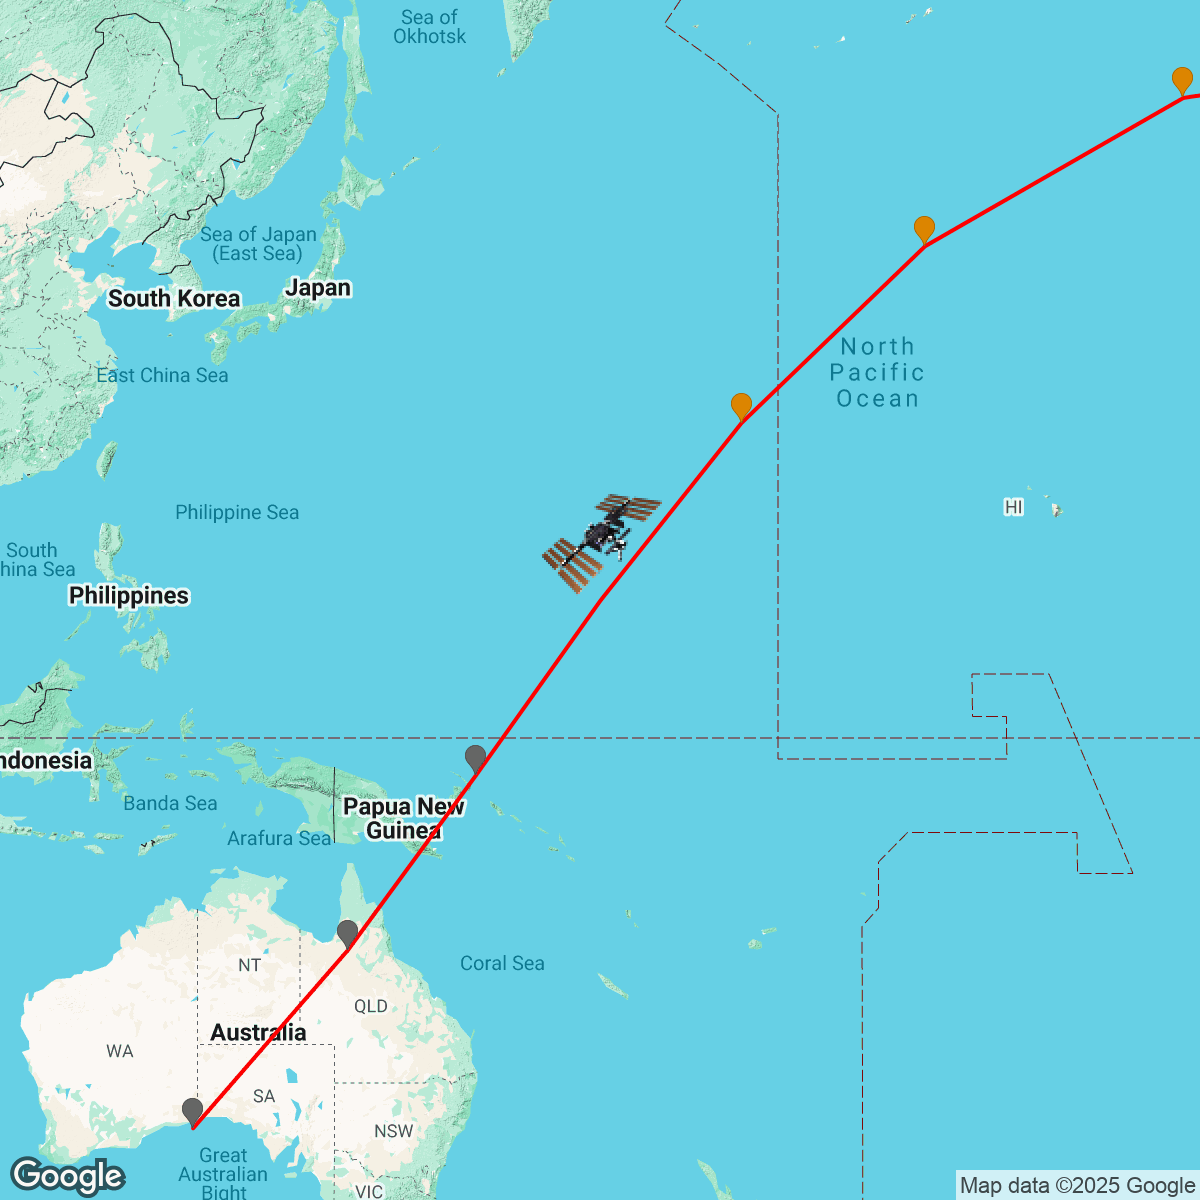 Sea of
Okhotsk
Sea of Japan
(East Sea)
Japan
South Korea
North
Pacific
Ocean
East China Sea
HI
Philippine Sea
South
hina Sea
Philippines
ndonesia
Banda Sea
Papua New
Guinea
Arafura Sea
Coral Sea
NT
QLD
Australia
WA
SA
NSW
Great
Australian
Bight
VIC
Google
Map data ©2025 Google